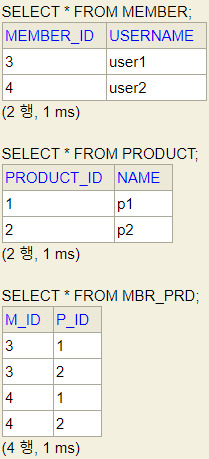 SELECT * FROM MEMBER;
MEMBER_ID USERNAME
3 user1
4 user2
(2 행, 1 ms)
SELECT * FROM PRODUCT;
PRODUCT_ID NAME
1 p1
2 p2
(2 행, 1 ms)
SELECT * FROM MBR_PRD;
M_ID P_ID
3 1
3 2
4 1
4 2
(4 행, 1 ms)